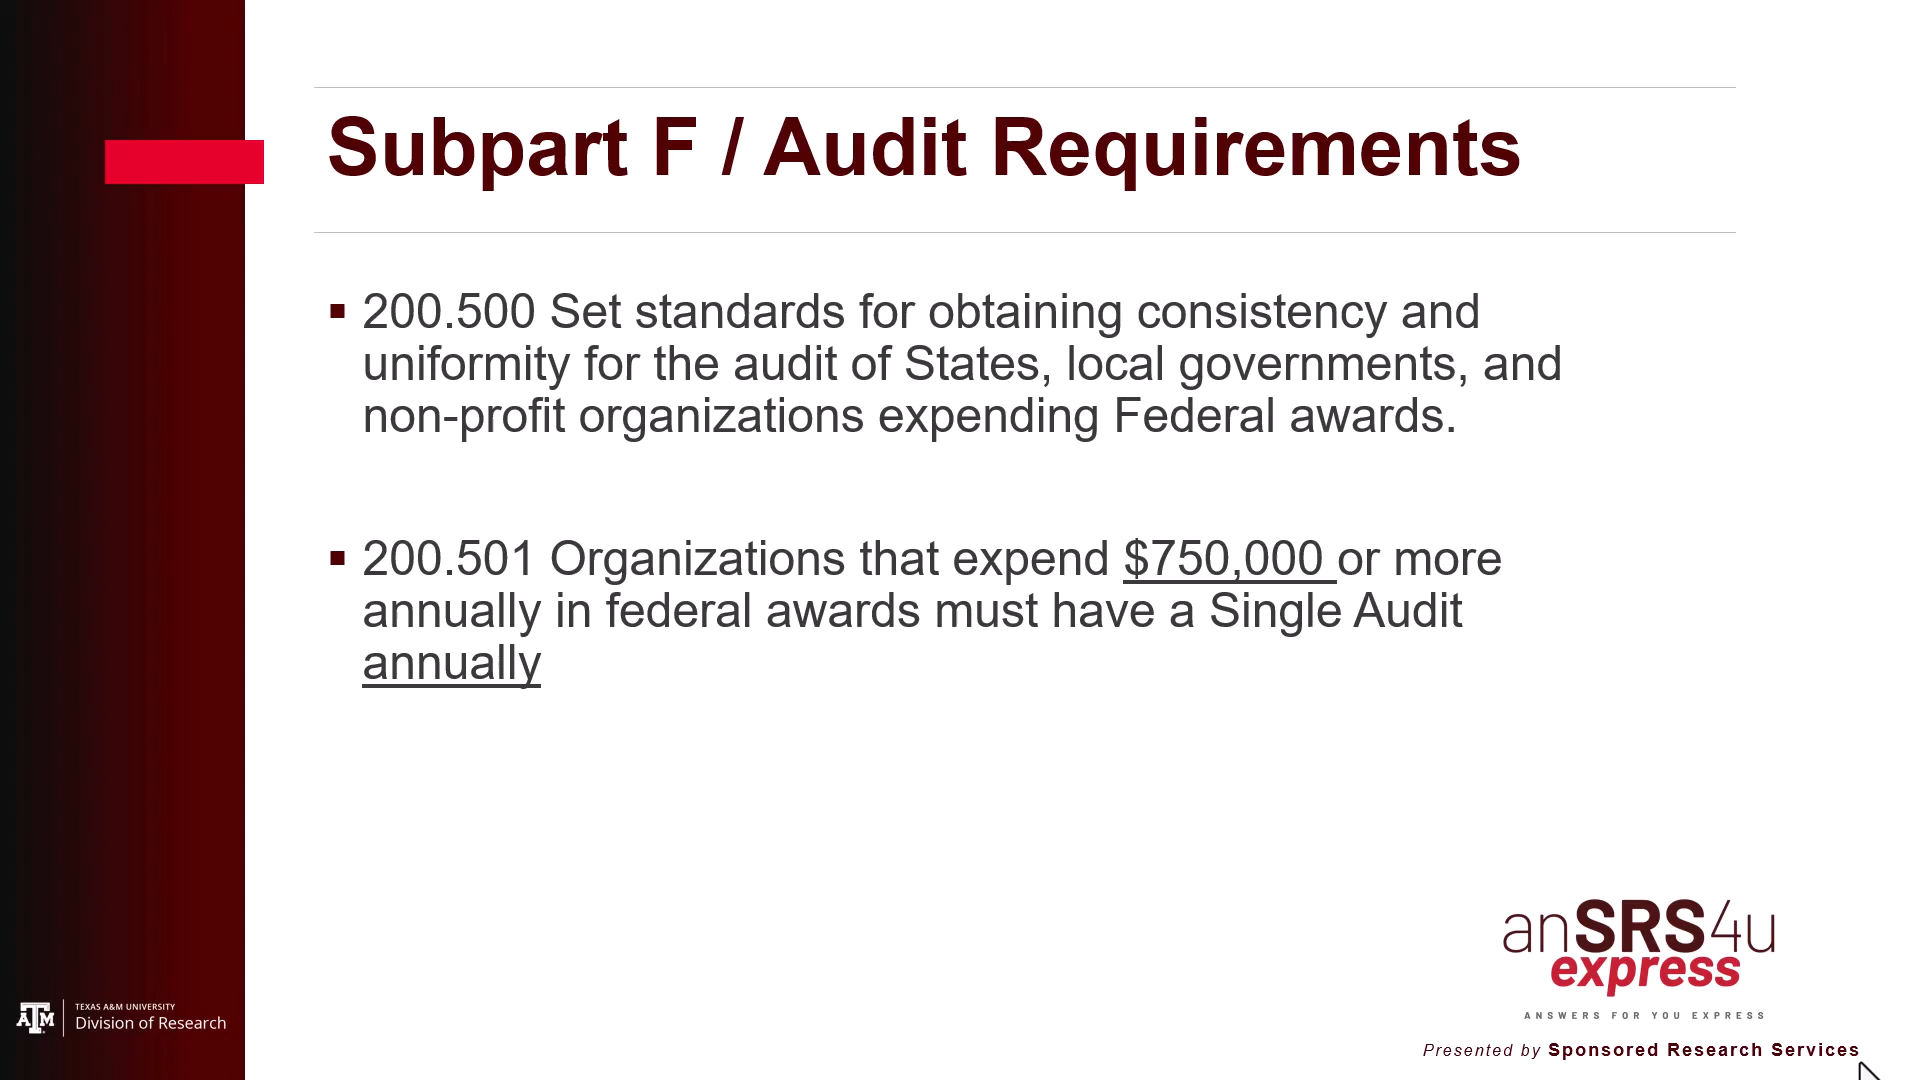 Subpart F / Audit Requirements
▪ 200.500 Set standards for obtaining consistency and
uniformity for the audit of States, local governments, and
non-profit organizations expending Federal awards.
▪ 200.501 Organizations that expend $750,000 or more
annually in federal awards must have a Single Audit
annually
anSRS4u
express
ANSWERS FOR YOU EXPRESS
Presented by Sponsored Research Services
ATM
TEXAS A&M UNIVERSITY
Division of Research